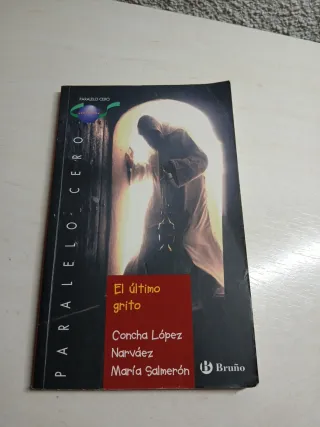 PARALELO CERO
PARALELO CERO
El último
grito
Concha López
Narváez
María Salmerón
Bruño